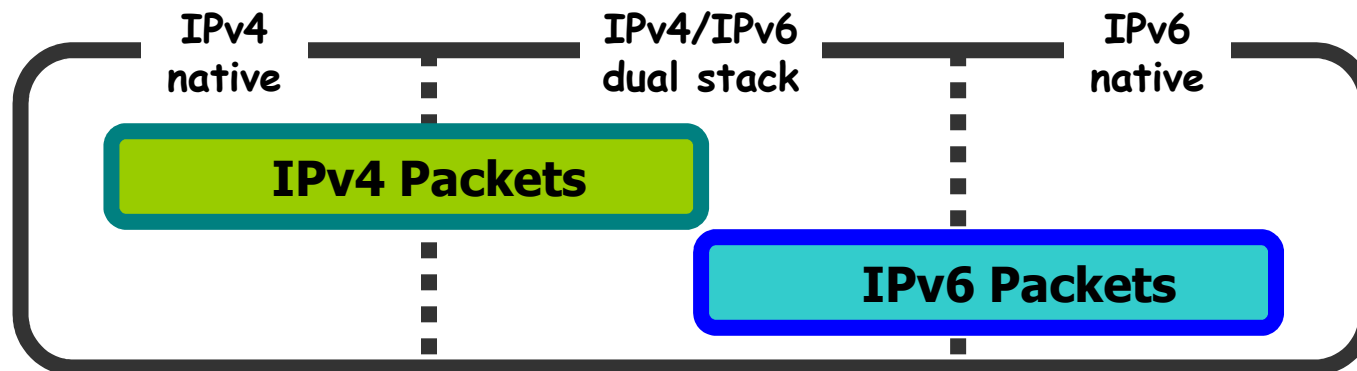 IPv4
native
IPv4/IPv6
dual stack
IPv6
native
IPv4 Packets
IPv6 Packets